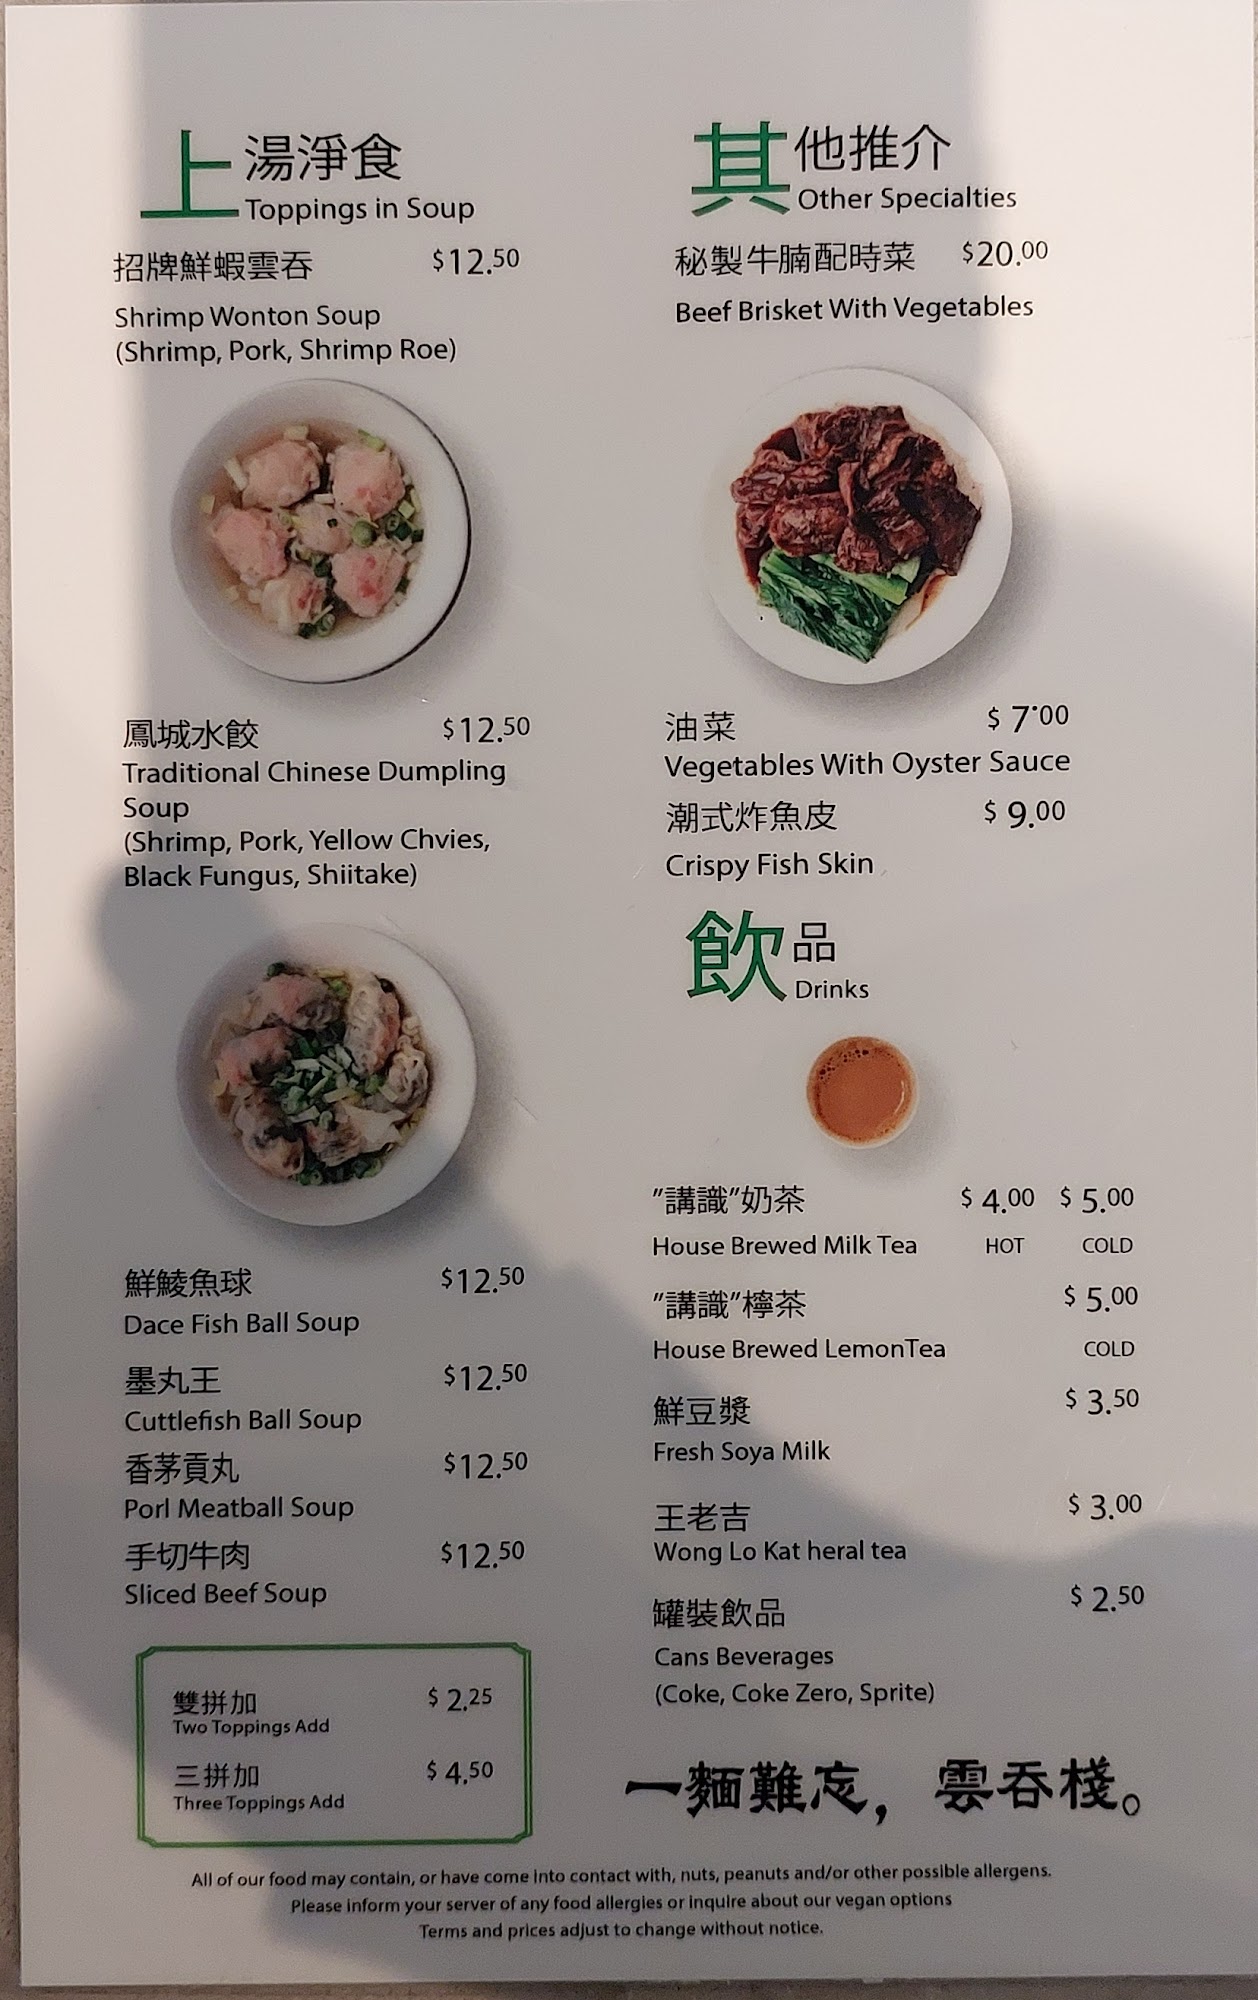 上湯淨食
Toppings in Soup
招牌鮮蝦雲吞 $12.50
Shrimp Wonton Soup
(Shrimp, Pork, Shrimp Roe)
鳳城水餃 $12.50
Traditional Chinese Dumpling
Soup
(Shrimp, Pork, Yellow Chvies,
Black Fungus, Shiitake)
鮮鯪魚球 $12.50
Dace Fish Ball Soup
墨丸王 $12.50
Cuttlefish Ball Soup
香茅貢丸 $12.50
Porl Meatball Soup
手切牛肉 $12.50
Sliced Beef Soup
雙拼加 $ 2.25
Two Toppings Add
三拼加 $ 4.50
Three Toppings Add
其他推介
Other Specialties
秘製牛腩配時菜 $20.00
Beef Brisket With Vegetables
油菜 $ 7.00
Vegetables With Oyster Sauce
潮式炸魚皮 $ 9.00
Crispy Fish Skin
飲品
Drinks
"講識"奶茶 $ 4.00 $ 5.00
House Brewed Milk Tea HOT COLD
"講識"檸茶 $ 5.00
House Brewed LemonTea COLD
鮮豆漿 $ 3.50
Fresh Soya Milk
王老吉 $ 3.00
Wong Lo Kat heral tea
罐裝飲品 $ 2.50
Cans Beverages
(Coke, Coke Zero, Sprite)
一麵難忘，雲吞棧。
All of our food may contain, or have come into contact with, nuts, peanuts and/or other possible allergens.
Please inform your server of any food allergies or inquire about our vegan options
Terms and prices adjust to change without notice.